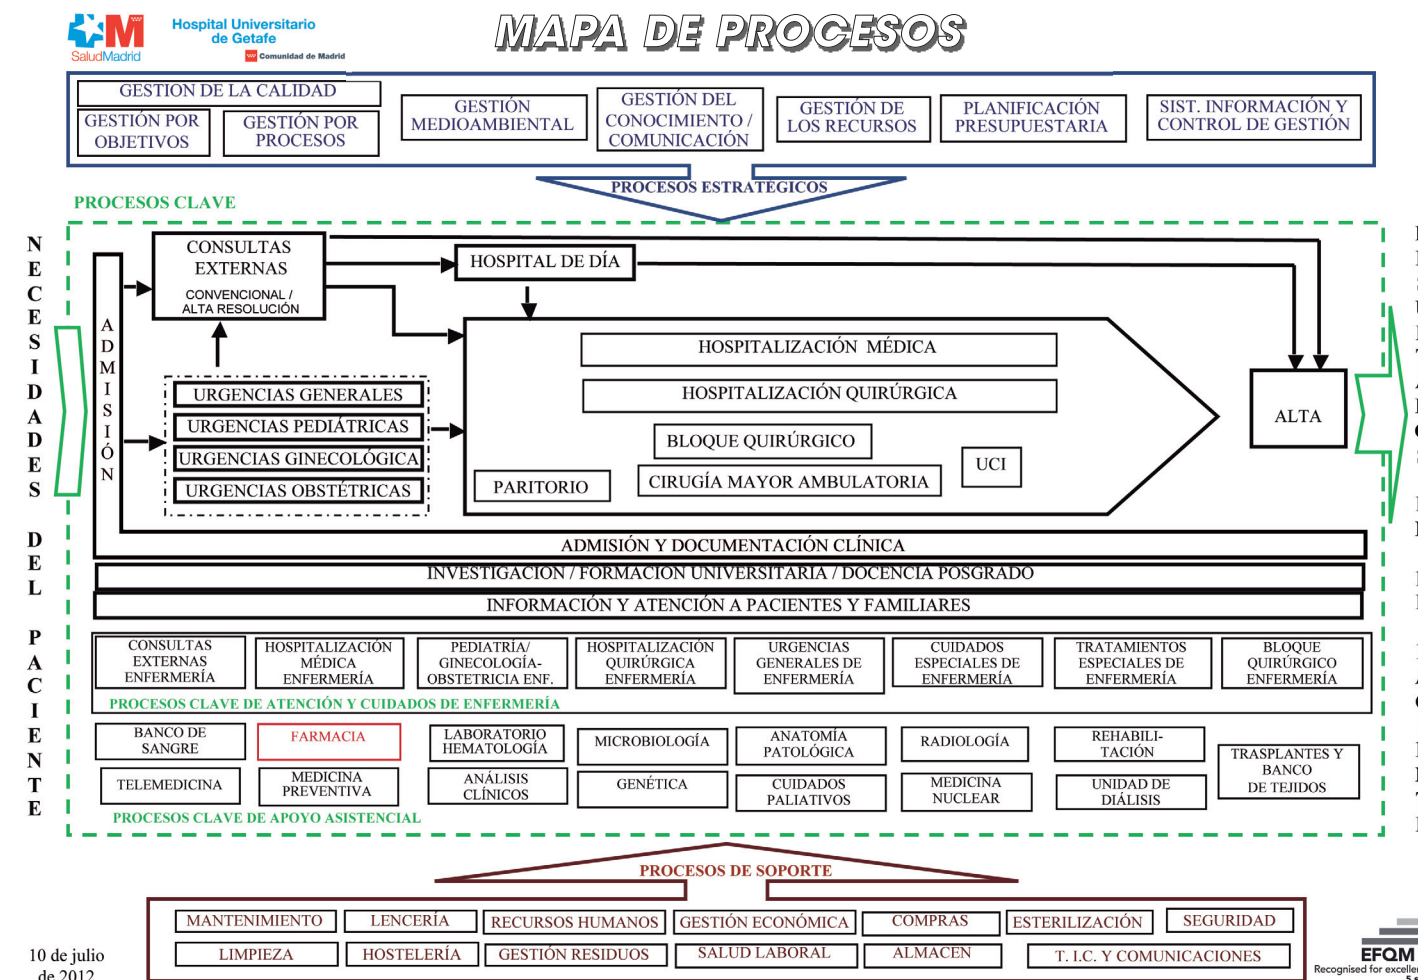 SaludMadrid
Hospital Universitario
de Getafe
Comunidad de Madrid
MAPA DE PROCESOS
GESTION DE LA CALIDAD
GESTIÓN POR
OBJETIVOS
GESTIÓN POR
PROCESOS
GESTIÓN
MEDIOAMBIENTAL
GESTIÓN DEL
CONOCIMIENTO /
COMUNICACIÓN
GESTIÓN DE
LOS RECURSOS
PLANIFICACIÓN
PRESUPUESTARIA
SIST. INFORMACIÓN Y
CONTROL DE GESTIÓN
PROCESOS ESTRATÉGICOS
PROCESOS CLAVE
NECESIDADES DEL PACIENTE
ADMISIÓN
CONSULTAS
EXTERNAS
CONVENCIONAL /
ALTA RESOLUCIÓN
HOSPITAL DE DÍA
URGENCIAS GENERALES
URGENCIAS PEDIÁTRICAS
URGENCIAS GINECOLÓGICA
URGENCIAS OBSTÉTRICAS
HOSPITALIZACIÓN MÉDICA
HOSPITALIZACIÓN QUIRÚRGICA
BLOQUE QUIRÚRGICO
CIRUGÍA MAYOR AMBULATORIA
PARITORIO
UCI
ALTA
ADMISIÓN Y DOCUMENTACIÓN CLÍNICA
INVESTIGACION / FORMACION UNIVERSITARIA / DOCENCIA POSGRADO
INFORMACIÓN Y ATENCIÓN A PACIENTES Y FAMILIARES
CONSULTAS
EXTERNAS
ENFERMERÍA
HOSPITALIZACIÓN
MÉDICA
ENFERMERÍA
PEDIATRÍA/
GINECOLOGÍA-
OBSTETRICIA ENF.
HOSPITALIZACIÓN
QUIRÚRGICA
ENFERMERÍA
URGENCIAS
GENERALES DE
ENFERMERÍA
CUIDADOS
ESPECIALES DE
ENFERMERÍA
TRATAMIENTOS
ESPECIALES DE
ENFERMERÍA
BLOQUE
QUIRÚRGICO
ENFERMERÍA
PROCESOS CLAVE DE ATENCIÓN Y CUIDADOS DE ENFERMERÍA
BANCO DE
SANGRE
FARMACIA
LABORATORIO
HEMATOLOGÍA
MICROBIOLOGÍA
ANATOMÍA
PATOLÓGICA
RADIOLOGÍA
REHABILI-
TACIÓN
TRASPLANTES Y
BANCO
DE TEJIDOS
TELEMEDICINA
MEDICINA
PREVENTIVA
ANÁLISIS
CLÍNICOS
GENÉTICA
CUIDADOS
PALIATIVOS
MEDICINA
NUCLEAR
UNIDAD DE
DIÁLISIS
PROCESOS CLAVE DE APOYO ASISTENCIAL
PROCESOS DE SOPORTE
MANTENIMIENTO
LENCERÍA
RECURSOS HUMANOS
GESTIÓN ECONÓMICA
COMPRAS
ESTERILIZACIÓN
SEGURIDAD
LIMPIEZA
HOSTELERÍA
GESTIÓN RESIDUOS
SALUD LABORAL
ALMACEN
T. I.C. Y COMUNICACIONES
10 de julio
de 2012
EFQM
Recognised for